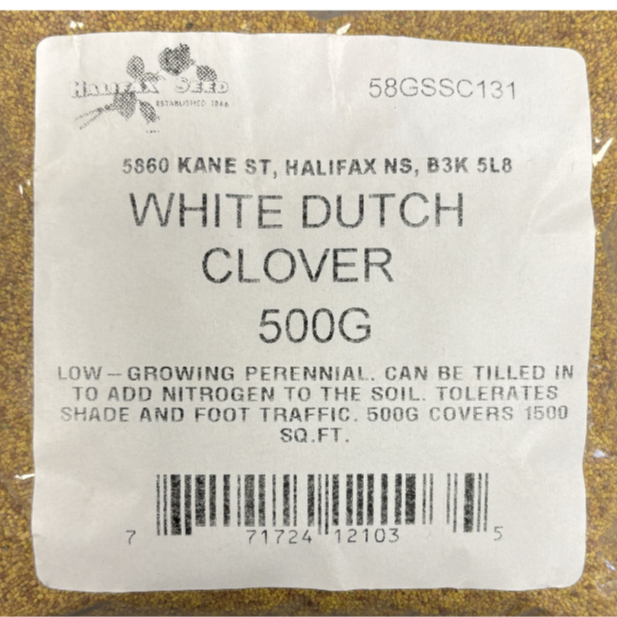 HALIFAX SEED
ESTABLISHED 1866
58GSSC131
5860 KANE ST, HALIFAX NS, B3K 5L8
WHITE DUTCH
CLOVER
500G
LOW-GROWING PERENNIAL. CAN BE TILLED IN
TO ADD NITROGEN TO THE SOIL. TOLERATES
SHADE AND FOOT TRAFFIC. 500G COVERS 1500
SQ.FT.
7 71724 12103 5